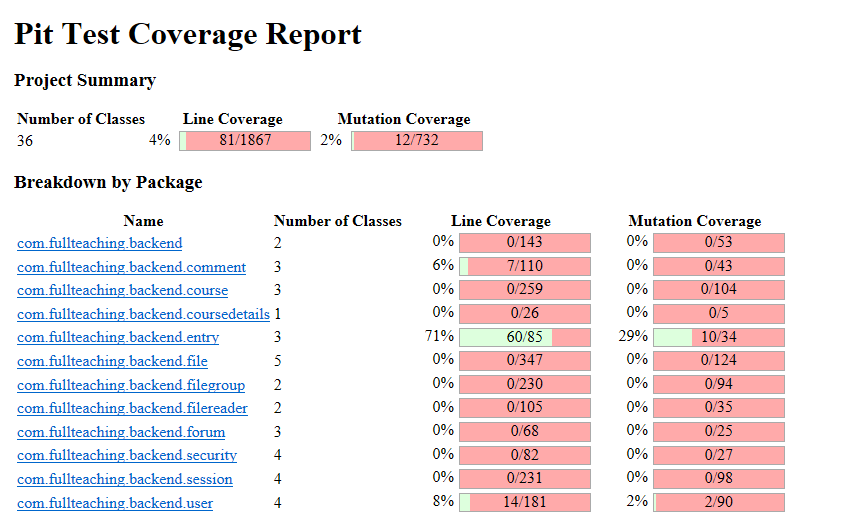 Pit Test Coverage Report
Project Summary
Number of Classes Line Coverage Mutation Coverage
36 4% 81/1867 2% 12/732
Breakdown by Package
Name Number of Classes Line Coverage Mutation Coverage
com.fullteaching.backend 2 0% 0/143 0% 0/53
com.fullteaching.backend.comment 3 6% 7/110 0% 0/43
com.fullteaching.backend.course 3 0% 0/259 0% 0/104
com.fullteaching.backend.coursedetails 1 0% 0/26 0% 0/5
com.fullteaching.backend.entry 3 71% 60/85 29% 10/34
com.fullteaching.backend.file 5 0% 0/347 0% 0/124
com.fullteaching.backend.filegroup 2 0% 0/230 0% 0/94
com.fullteaching.backend.filereader 2 0% 0/105 0% 0/35
com.fullteaching.backend.forum 3 0% 0/68 0% 0/25
com.fullteaching.backend.security 4 0% 0/82 0% 0/27
com.fullteaching.backend.session 4 0% 0/231 0% 0/98
com.fullteaching.backend.user 4 8% 14/181 2% 2/90